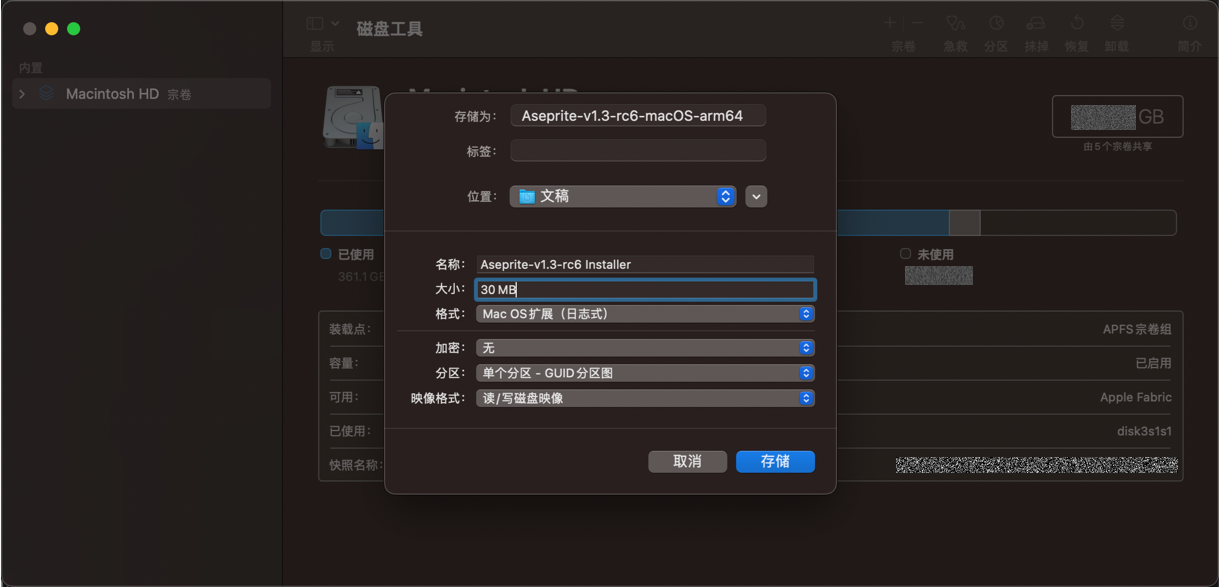 磁盘工具
显示
宗卷
急救
分区
抹掉
恢复
卸载
简介
内置
Macintosh HD 宗卷
GB
由5个宗卷共享
存储为: Aseprite-v1.3-rc6-macOS-arm64
标签:
位置: 文稿
已使用
361.1 GB
未使用
名称: Aseprite-v1.3-rc6 Installer
大小: 30 MB
格式: Mac OS扩展（日志式）
加密: 无
分区: 单个分区 - GUID分区图
映像格式: 读/写磁盘映像
取消
存储
装载点:
APFS宗卷组
容量:
已启用
可用:
Apple Fabric
已使用:
disk3s1s1
快照名称: